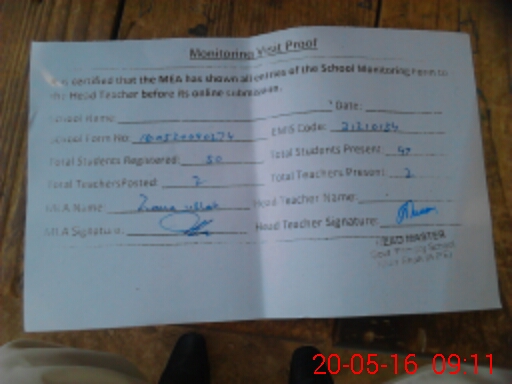 Monitoring Visit Proof
is certified that the MEA has shown all entries of the School Monitoring Form to
the Head Teacher before its online submission.
School Name: Date:
School Form No: EMIS Code:
Total Students Registered: 50 Total Students Present: 47
Total Teachers Posted: 2 Total Teachers Present: 2
MEA Name: Head Teacher Name:
MEA Signature: Head Teacher Signature:
HEAD MASTER
Govt Primary School
20-05-16 09:11